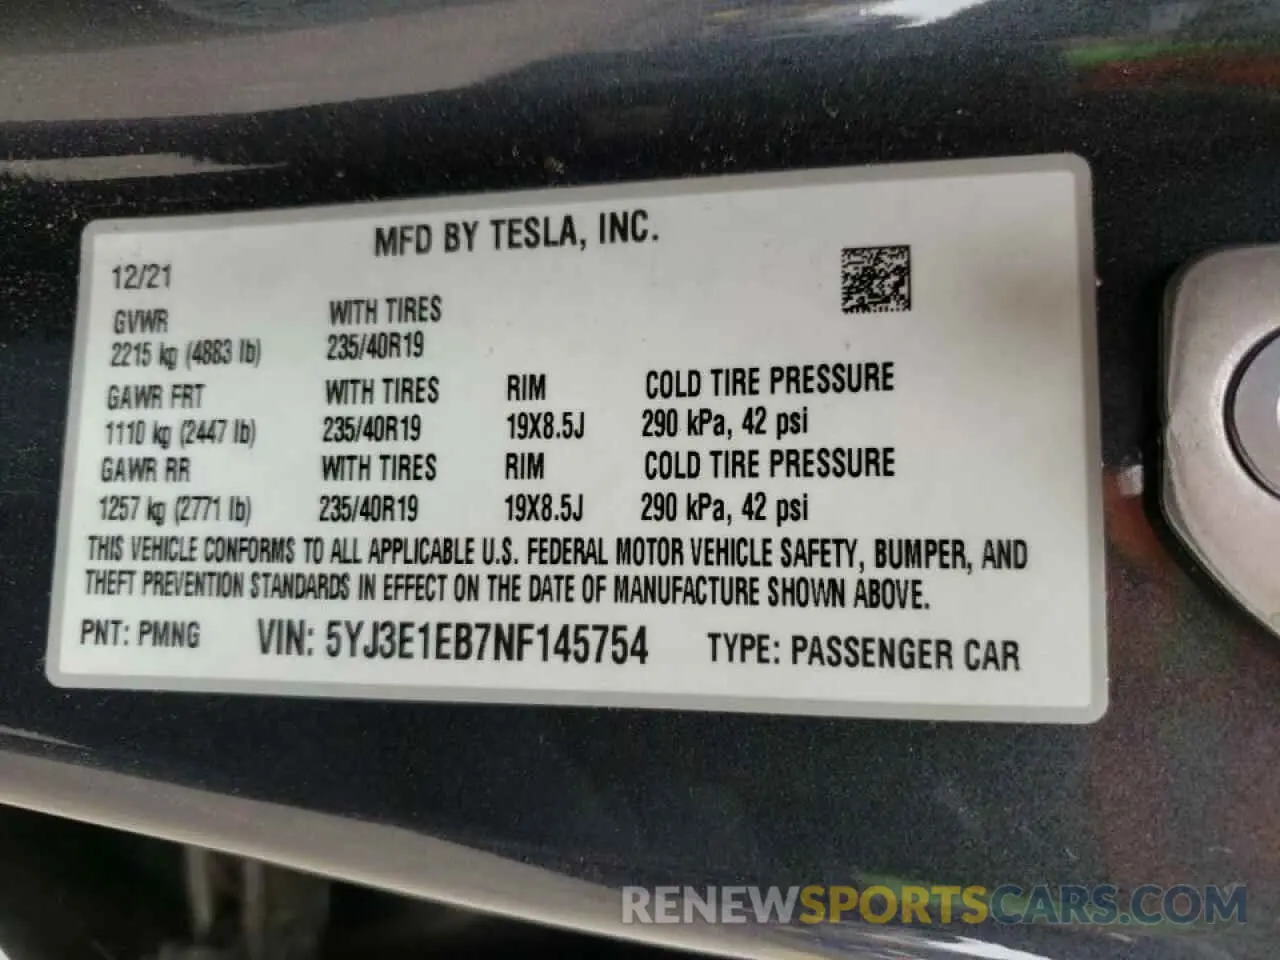 MFD BY TESLA, INC.
12/21
GVWR WITH TIRES
2215 kg (4883 lb) 235/40R19
GAWR FRT WITH TIRES RIM COLD TIRE PRESSURE
1110 kg (2447 lb) 235/40R19 19X8.5J 290 kPa, 42 psi
GAWR RR WITH TIRES RIM COLD TIRE PRESSURE
1257 kg (2771 lb) 235/40R19 19X8.5J 290 kPa, 42 psi
THIS VEHICLE CONFORMS TO ALL APPLICABLE U.S. FEDERAL MOTOR VEHICLE SAFETY, BUMPER, AND
THEFT PREVENTION STANDARDS IN EFFECT ON THE DATE OF MANUFACTURE SHOWN ABOVE.
PNT: PMNG VIN: 5YJ3E1EB7NF145754 TYPE: PASSENGER CAR
RENEWSPORTSCARS.COM